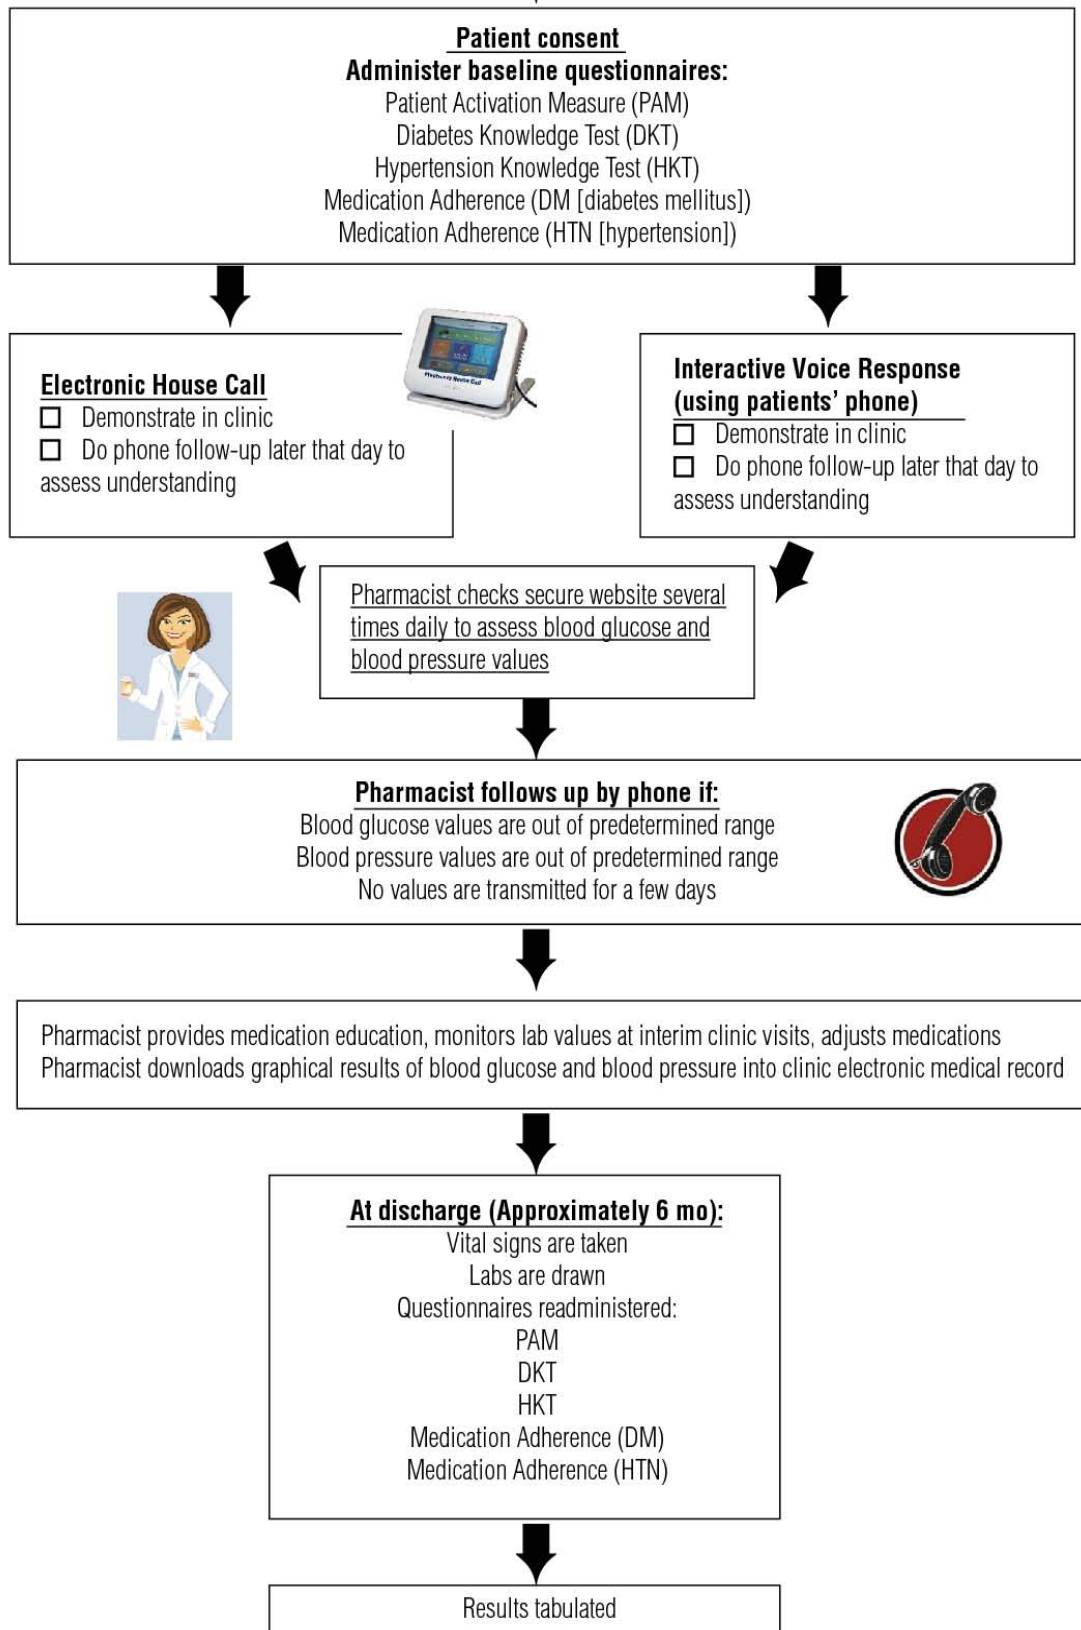 Patient consent
Administer baseline questionnaires:
Patient Activation Measure (PAM)
Diabetes Knowledge Test (DKT)
Hypertension Knowledge Test (HKT)
Medication Adherence (DM [diabetes mellitus])
Medication Adherence (HTN [hypertension])
Electronic House Call
☐ Demonstrate in clinic
☐ Do phone follow-up later that day to
assess understanding
Electronic House Call
Interactive Voice Response
(using patients’ phone)
☐ Demonstrate in clinic
☐ Do phone follow-up later that day to
assess understanding
Pharmacist checks secure website several
times daily to assess blood glucose and
blood pressure values
Pharmacist follows up by phone if:
Blood glucose values are out of predetermined range
Blood pressure values are out of predetermined range
No values are transmitted for a few days
Pharmacist provides medication education, monitors lab values at interim clinic visits, adjusts medications
Pharmacist downloads graphical results of blood glucose and blood pressure into clinic electronic medical record
At discharge (Approximately 6 mo):
Vital signs are taken
Labs are drawn
Questionnaires readministered:
PAM
DKT
HKT
Medication Adherence (DM)
Medication Adherence (HTN)
Results tabulated